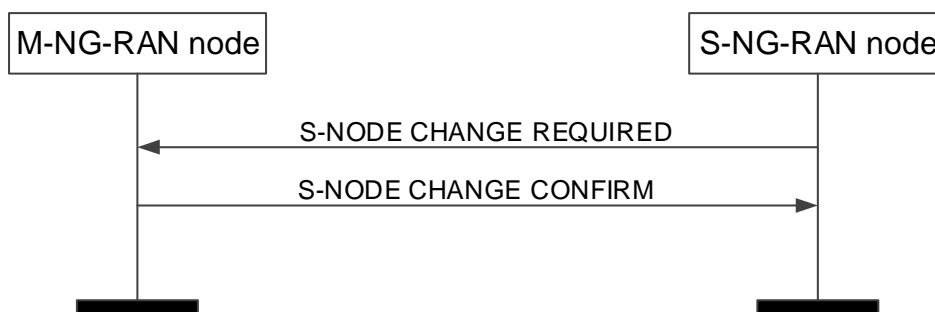 M-NG-RAN node
S-NG-RAN node
S-NODE CHANGE REQUIRED
S-NODE CHANGE CONFIRM